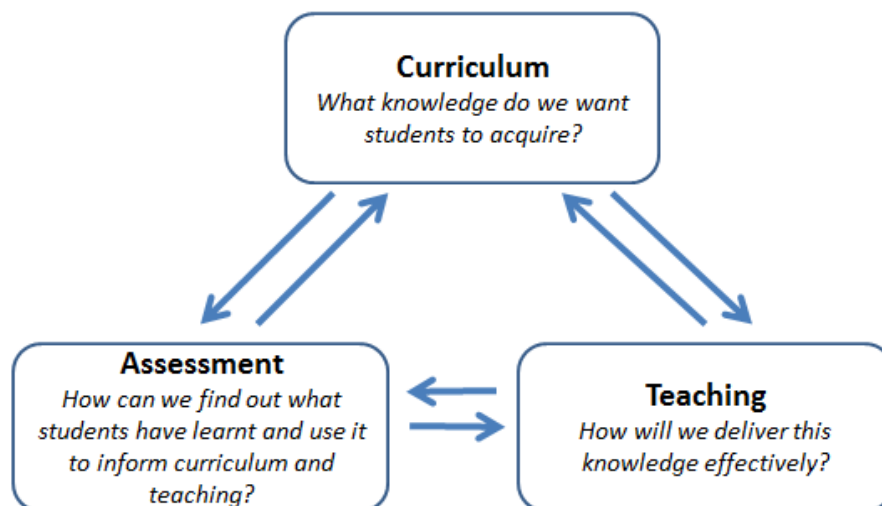 Curriculum
What knowledge do we want
students to acquire?
Assessment
How can we find out what
students have learnt and use it
to inform curriculum and
teaching?
Teaching
How will we deliver this
knowledge effectively?